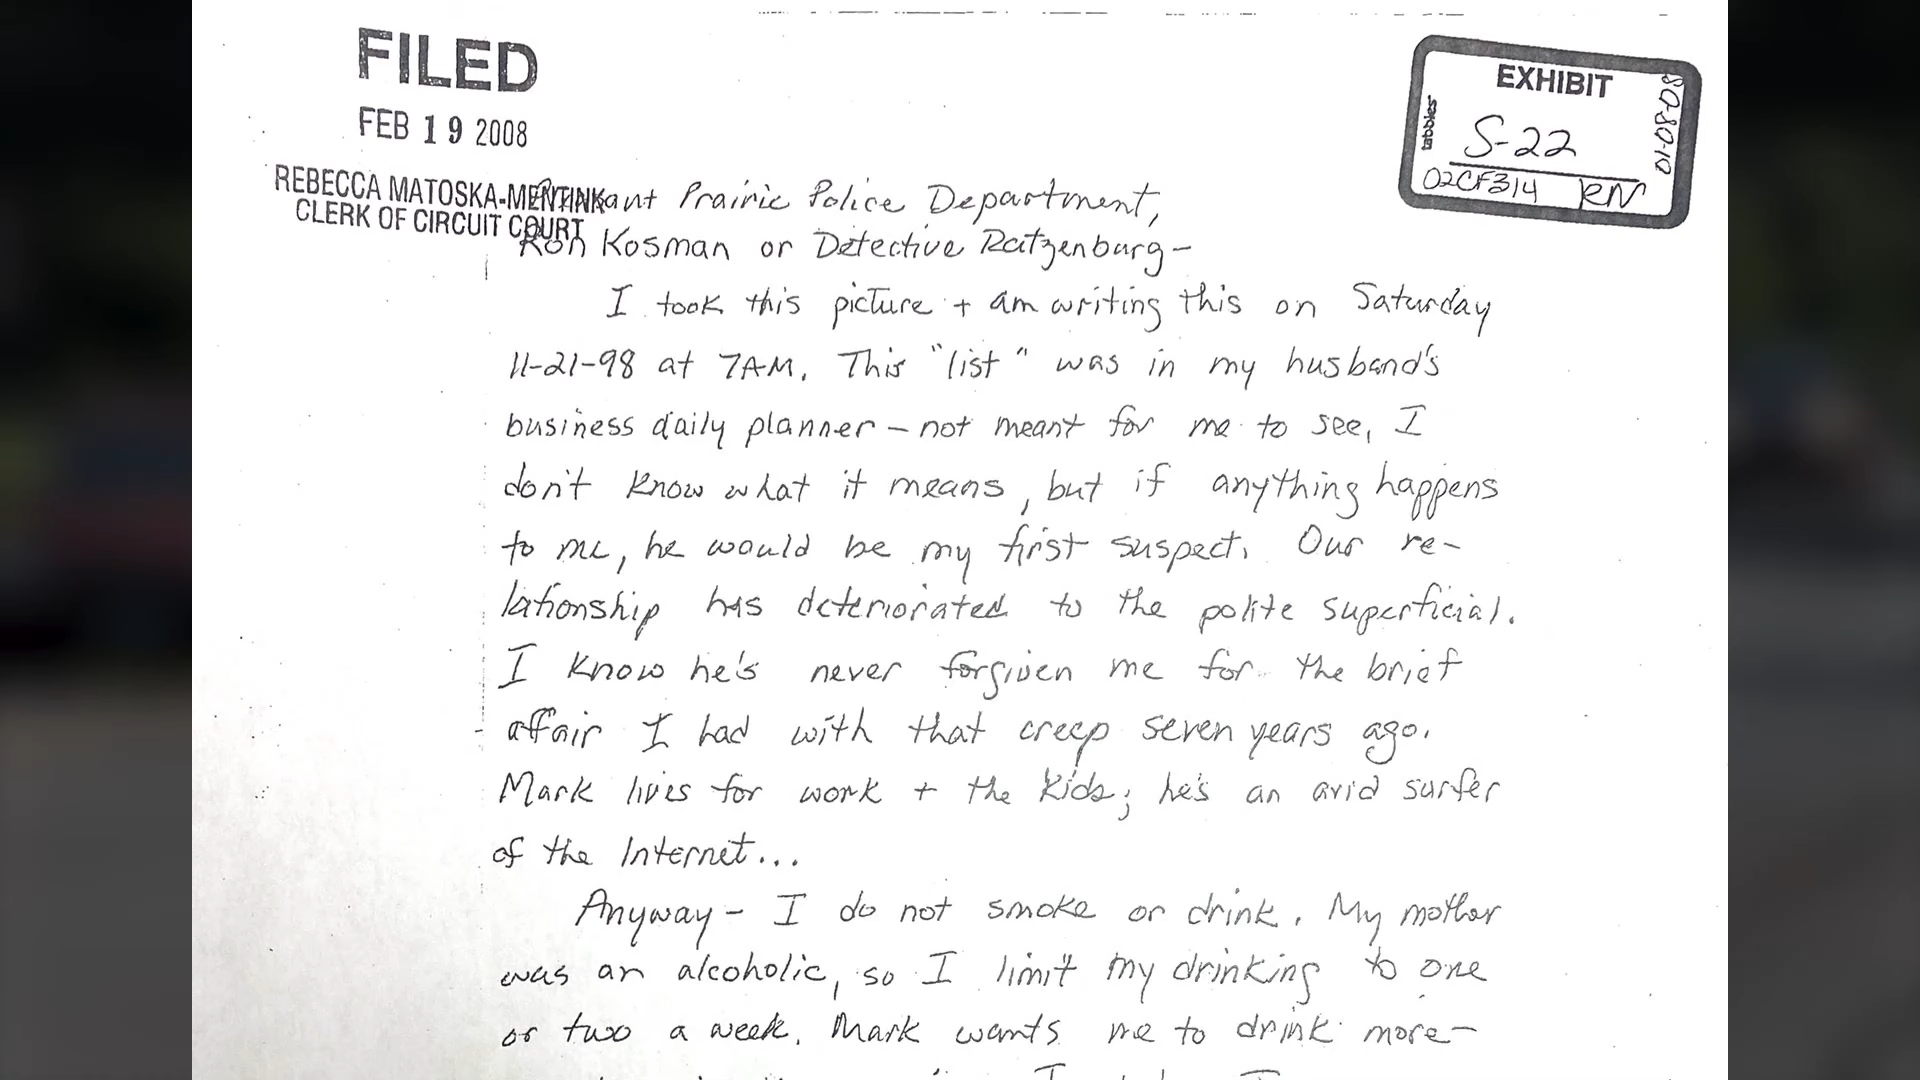 FILED
FEB 19 2008
REBECCA MATOSKA-MENTINK
CLERK OF CIRCUIT COURT
EXHIBIT
S-22
02CF314 RN
tabbies
Prairie Police Department,
Ron Kosman or Detective Ratzenburg-
I took this picture + am writing this on Saturday
11-21-98 at 7AM. This "list" was in my husband's
business daily planner - not meant for me to see, I
don't know what it means, but if anything happens
to me, he would be my first suspect. Our re-
lationship has deteriorated to the polite superficial.
I know he's never forgiven me for the brief
affair I had with that creep seven years ago.
Mark lives for work + the kids; he's an avid surfer
of the Internet...
Anyway - I do not smoke or drink. My mother
was an alcoholic, so I limit my drinking to one
or two a week. Mark wants me to drink more-